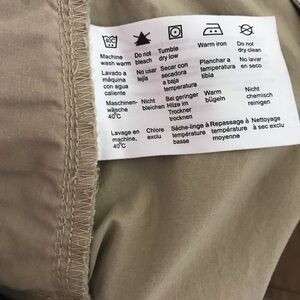 Machine Do not Tumble Warm iron Do not
wash warm bleach dry low dry clean
Lavado a No usar Secar con Planchar a No lavar
máquina lejía secadora temperatura en seco
con agua a baja tibia
caliente temperatura
Maschinen- Nicht Bei geringer Warm Nicht
wäsche bleichen Hitze im bügeln chemisch
40°C Trockner reinigen
trocknen
Lavage en Chlore Séche-linge à Repassage à Nettoyage
machine, exclu température température à sec exclu
40°C basse moyenne